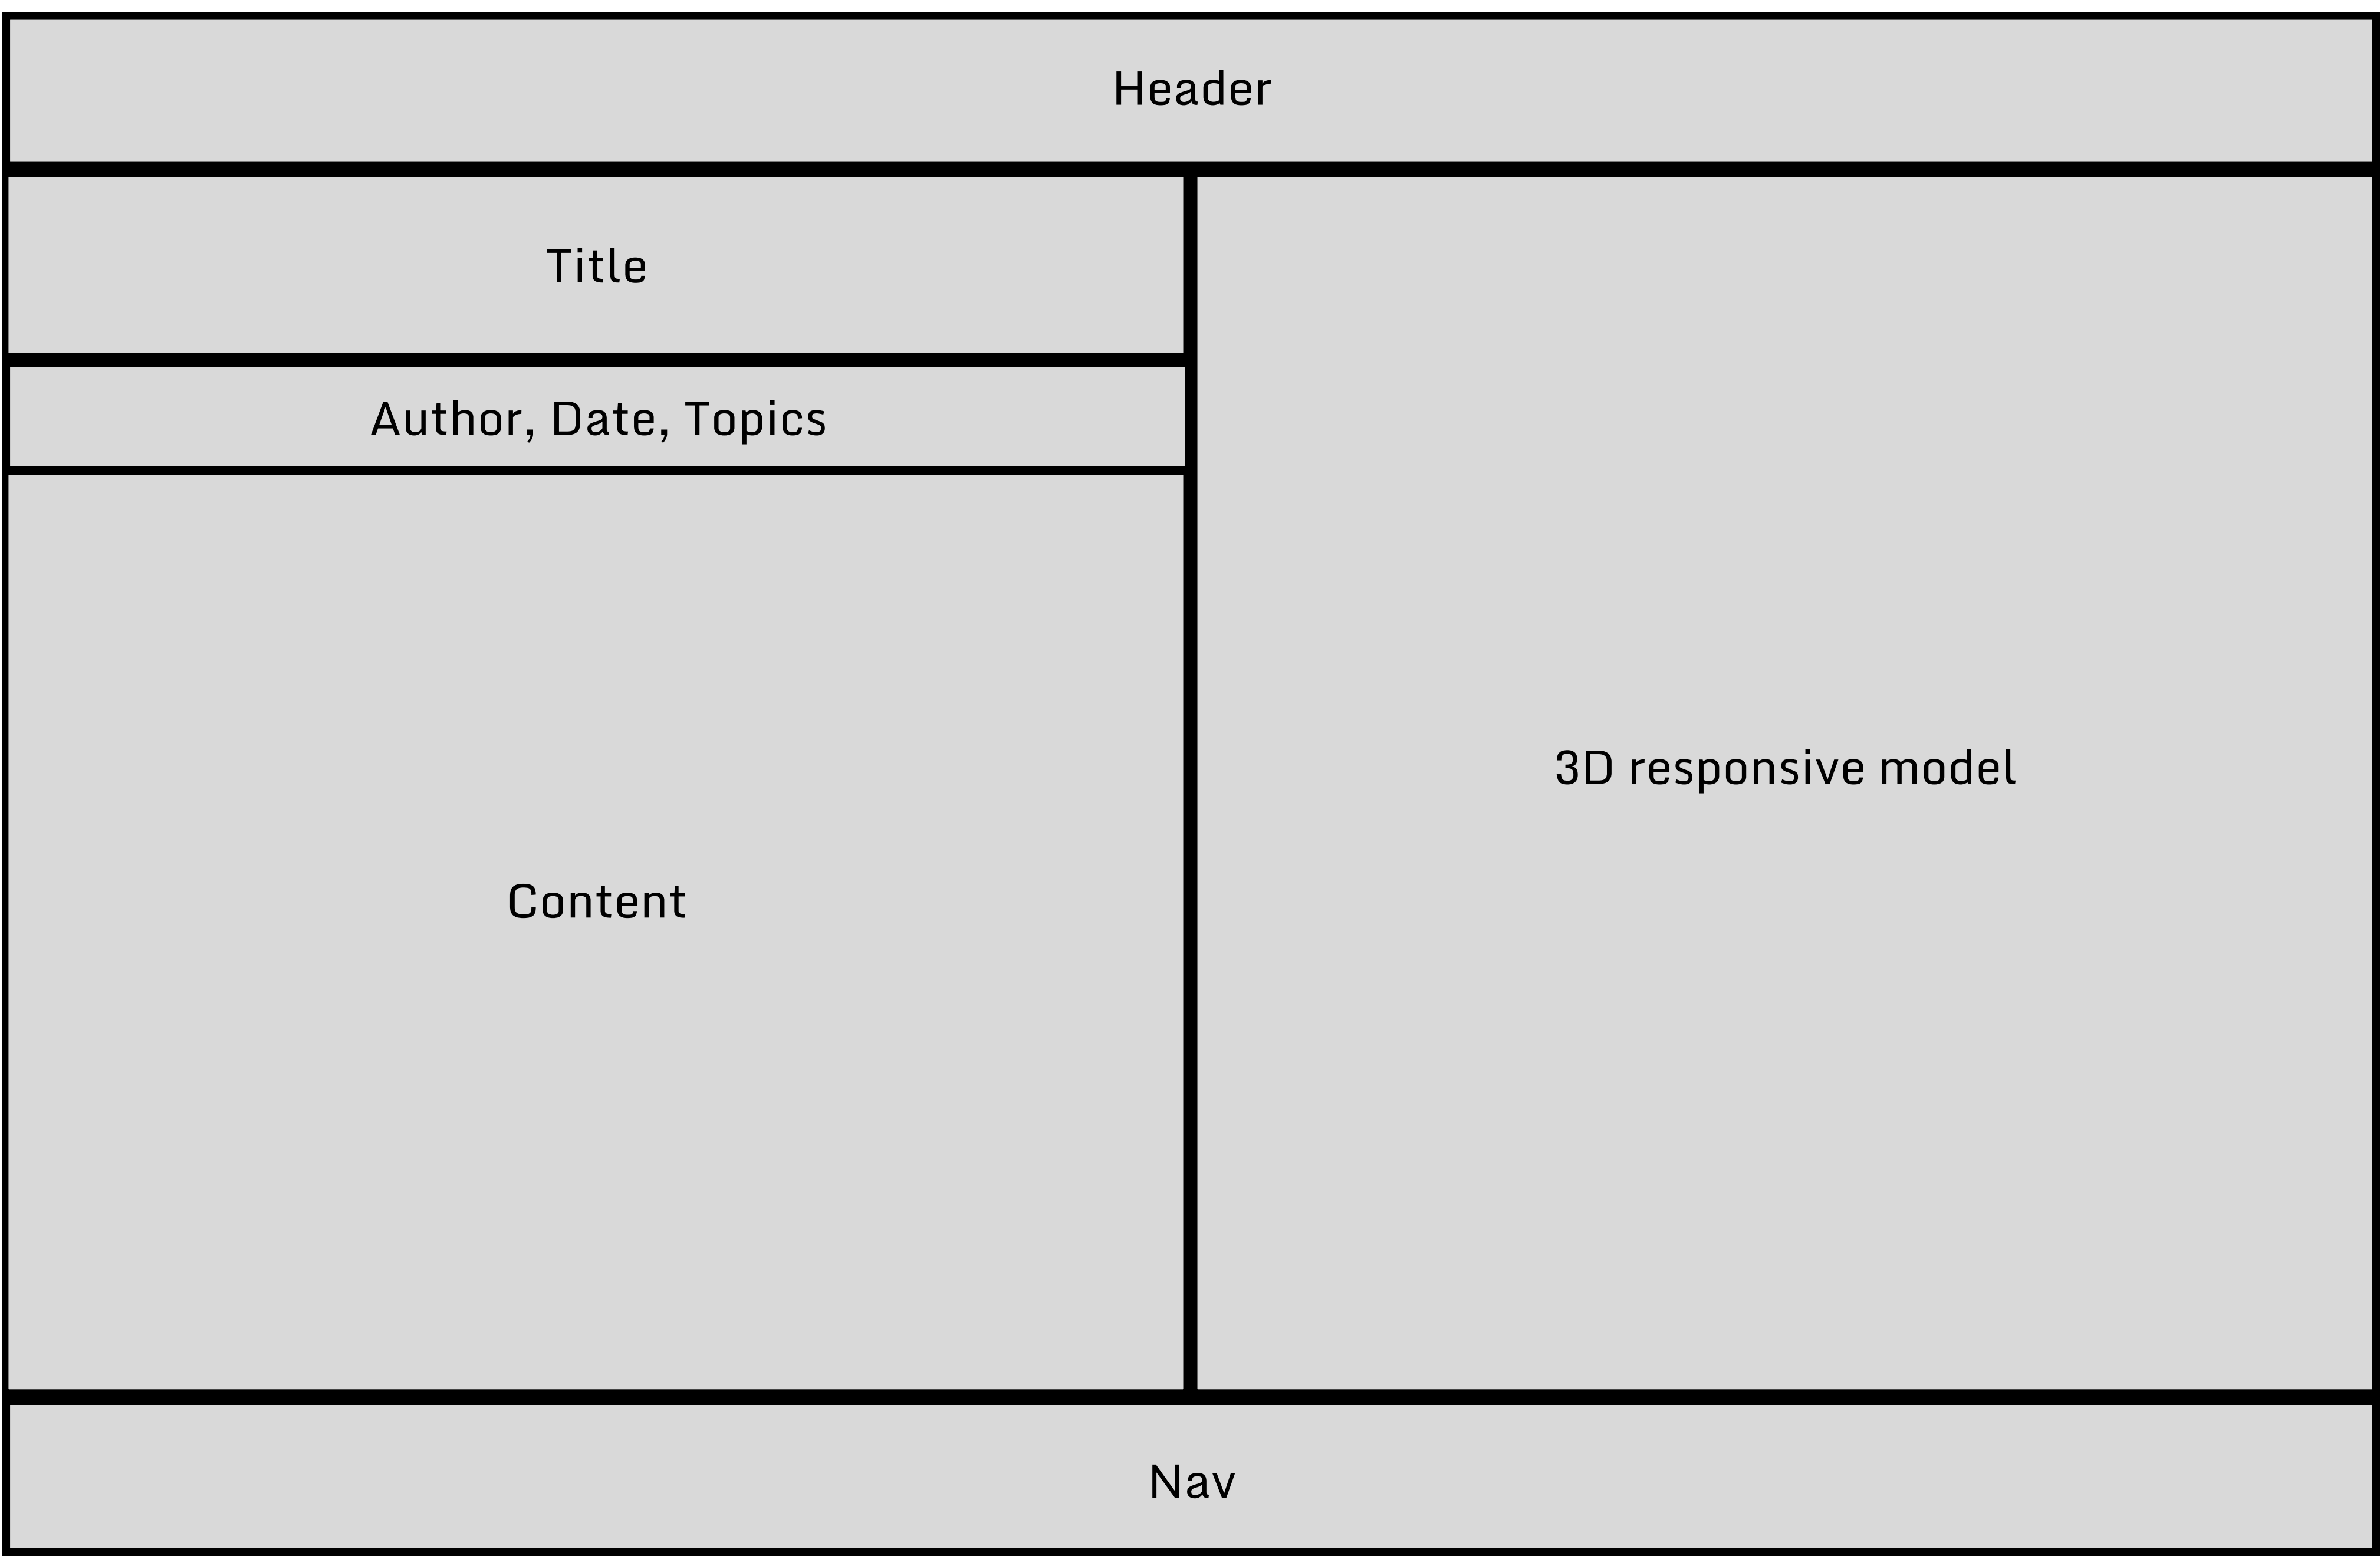 Header
Title
Author, Date, Topics
Content
3D responsive model
Nav